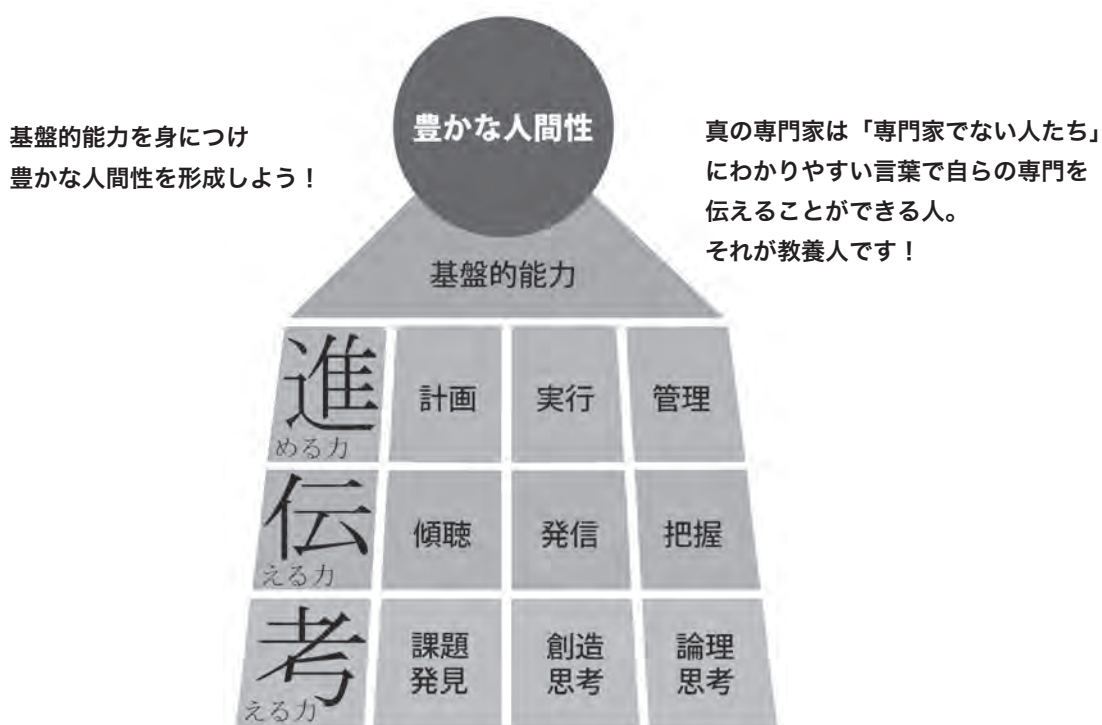 豊かな人間性
基盤的能力を身につけ
豊かな人間性を形成しよう！
真の専門家は「専門家でない人たち」
にわかりやすい言葉で自らの専門を
伝えることができる人。
それが教養人です！
基盤的能力
進
める力
計画
実行
管理
伝
える力
傾聴
発信
把握
考
える力
課題
発見
創造
思考
論理
思考